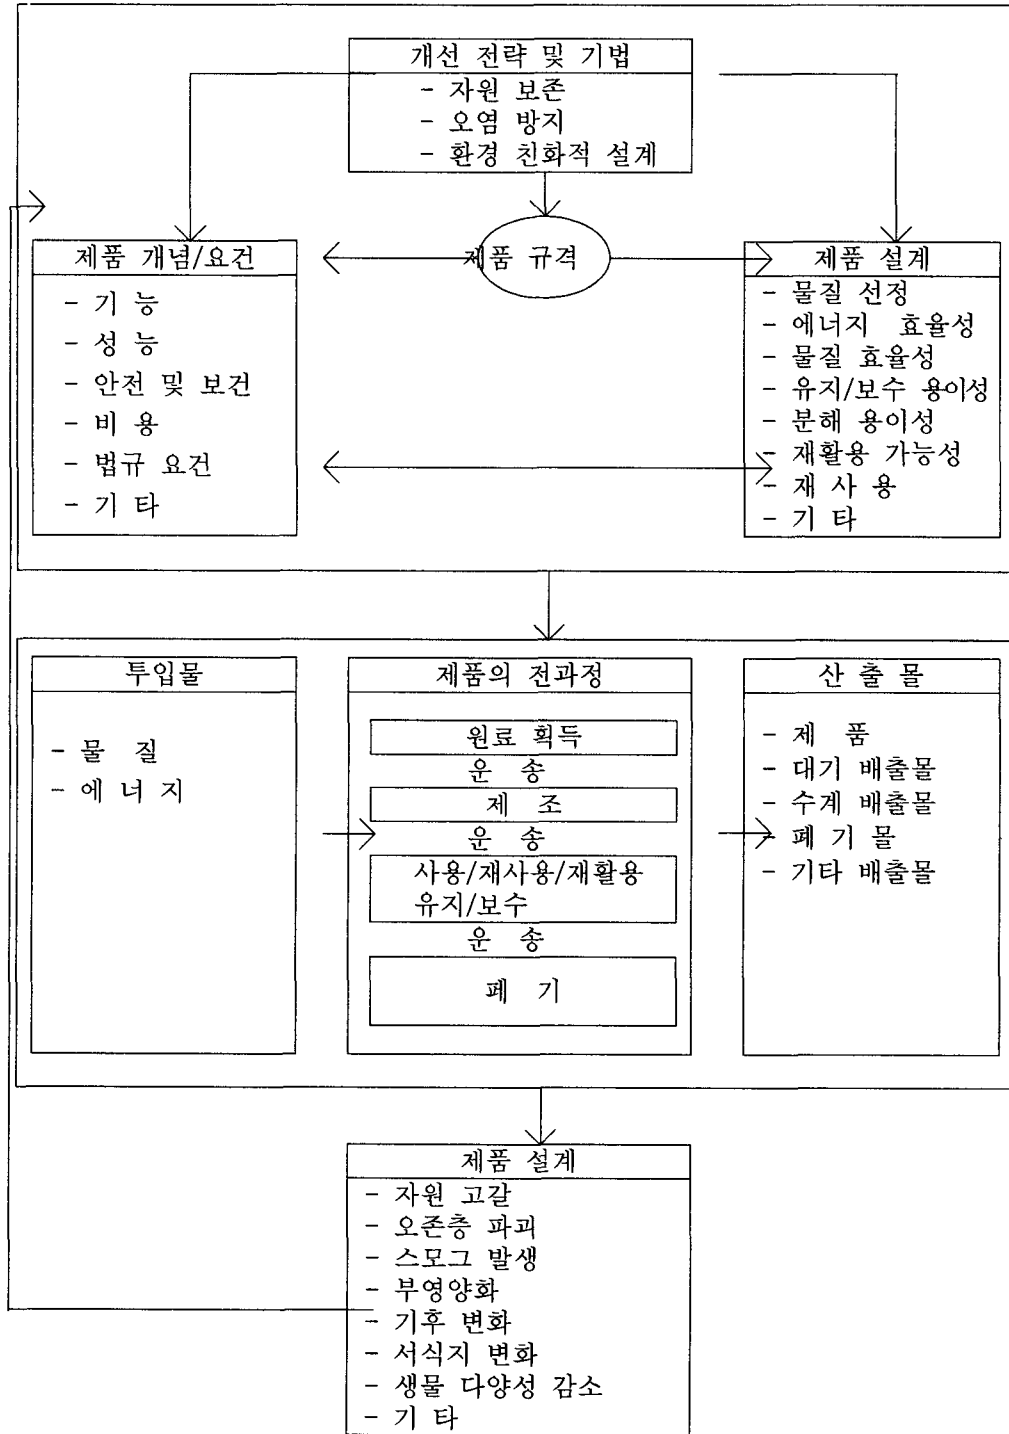 개선 전략 및 기법
- 자원 보존
- 오염 방지
- 환경 친화적 설계
제품 규격
제품 개념/요건
- 기 능
- 성 능
- 안전 및 보건
- 비 용
- 법규 요건
- 기 타
제품 설계
- 물질 선정
- 에너지 효율성
- 물질 효율성
- 유지/보수 용이성
- 분해 용이성
- 재활용 가능성
- 재 사 용
- 기 타
투입물
- 물 질
- 에 너 지
제품의 전과정
원료 획득
운 송
제 조
운 송
사용/재사용/재활용
유지/보수
운 송
폐 기
산 출 물
- 제 품
- 대기 배출물
- 수계 배출물
- 폐 기 물
- 기타 배출물
제품 설계
- 자원 고갈
- 오존층 파괴
- 스모그 발생
- 부영양화
- 기후 변화
- 서식지 변화
- 생물 다양성 감소
- 기 타